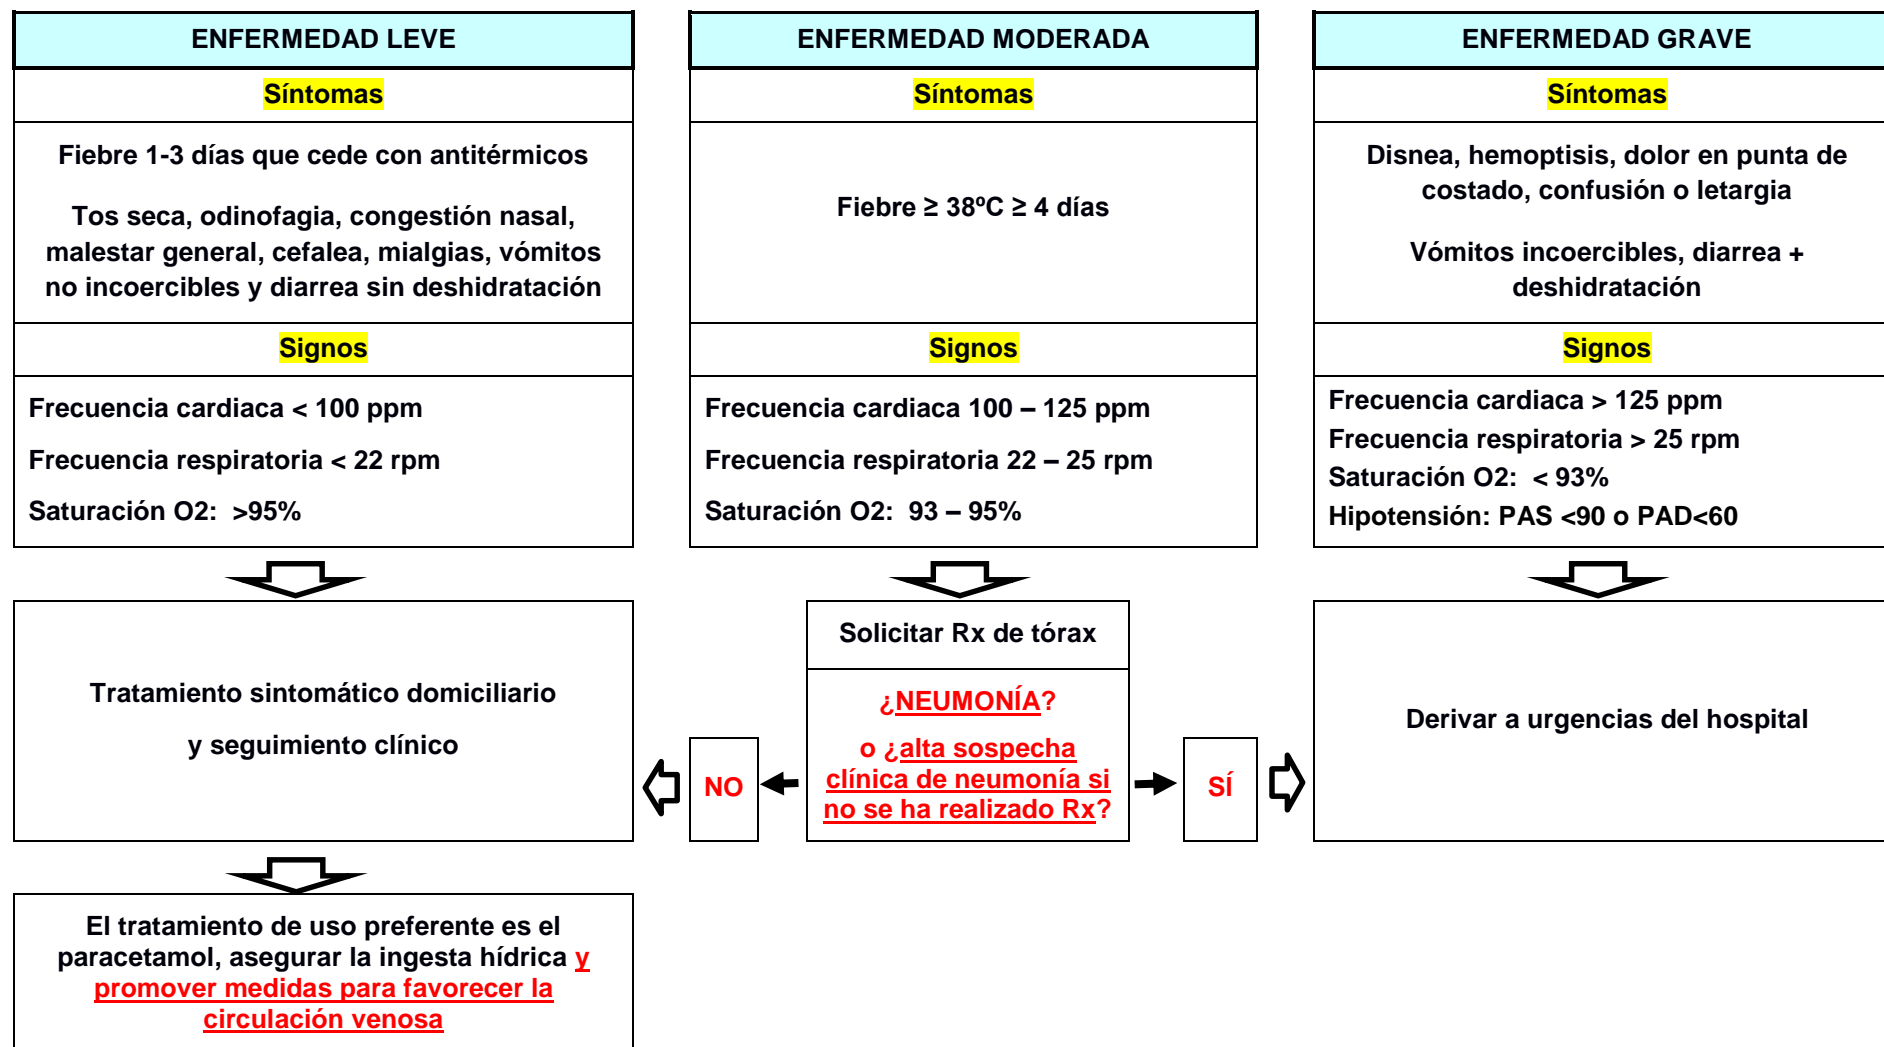 ENFERMEDAD LEVE
Síntomas
Fiebre 1-3 días que cede con antitérmicos
Tos seca, odinofagia, congestión nasal,
malestar general, cefalea, mialgias, vómitos
no incoercibles y diarrea sin deshidratación
Signos
Frecuencia cardiaca < 100 ppm
Frecuencia respiratoria < 22 rpm
Saturación O2: >95%
ENFERMEDAD MODERADA
Síntomas
Fiebre ≥ 38ºC ≥ 4 días
Signos
Frecuencia cardiaca 100 – 125 ppm
Frecuencia respiratoria 22 – 25 rpm
Saturación O2: 93 – 95%
ENFERMEDAD GRAVE
Síntomas
Disnea, hemoptisis, dolor en punta de
costado, confusión o letargia
Vómitos incoercibles, diarrea +
deshidratación
Signos
Frecuencia cardiaca > 125 ppm
Frecuencia respiratoria > 25 rpm
Saturación O2: < 93%
Hipotensión: PAS <90 o PAD<60
Tratamiento sintomático domiciliario
y seguimiento clínico
NO
Solicitar Rx de tórax
¿NEUMONÍA?
o ¿alta sospecha
clínica de neumonía si
no se ha realizado Rx?
SÍ
Derivar a urgencias del hospital
El tratamiento de uso preferente es el
paracetamol, asegurar la ingesta hídrica y
promover medidas para favorecer la
circulación venosa